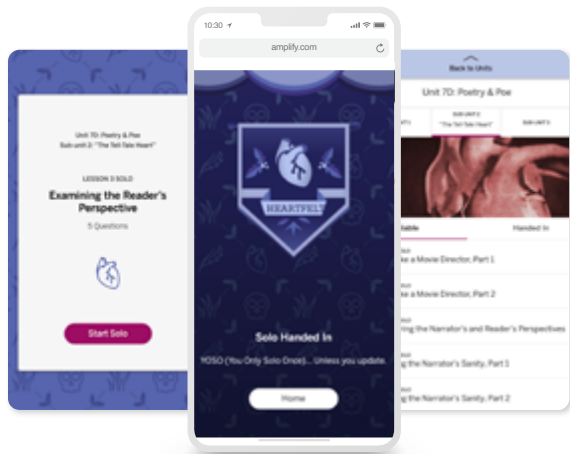 Unit 7D: Poetry & Poe
Sub-unit 2: "The Tell-Tale Heart"
LESSON 3 SOLO
Examining the Reader's
Perspective
5 Questions
Start Solo
10:30
amplify.com
HEARTFELT
Solo Handed In
YOSO (You Only Solo Once)... Unless you update.
Home
Back to Units
Unit 7D: Poetry & Poe
SUB-UNIT 2
"The Tell-Tale Heart"
SUB-UNIT 3
Handed In
ke a Movie Director, Part 1
ke a Movie Director, Part 2
ring the Narrator's and Reader's Perspectives
g the Narrator's Sanity, Part 1
g the Narrator's Sanity, Part 2